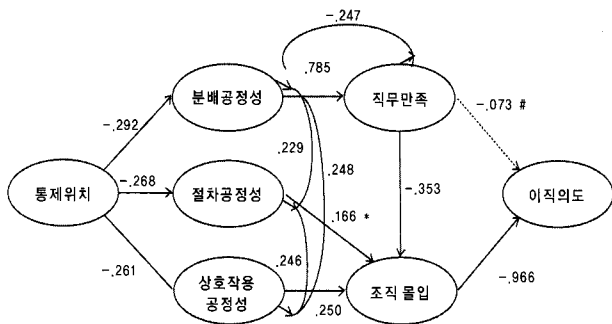 -.247
.785
분배공정성
직무만족
-.073 #
-.292
.229
.248
통제위치
-.268
절차공정성
-.353
이직의도
.166 *
-.261
.246
상호작용
공정성
.250
조직 몰입
-.966